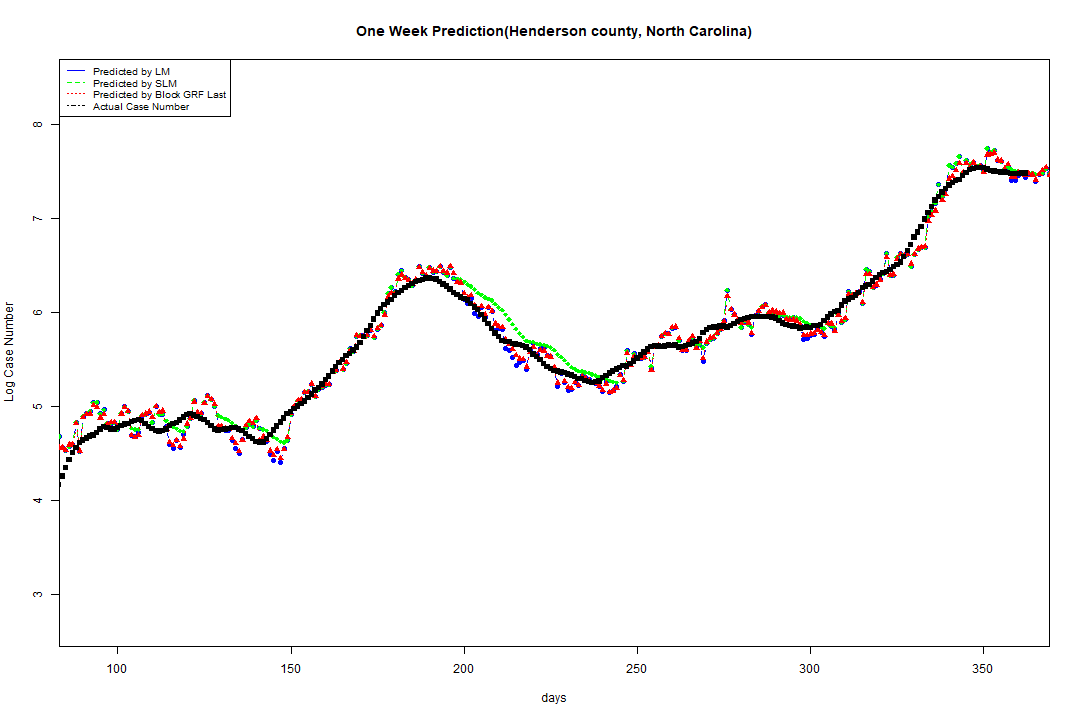 One Week Prediction(Henderson county, North Carolina)
Predicted by LM
Predicted by SLM
Predicted by Block GRF Last
Actual Case Number
8
7
6
5
4
3
Log Case Number
100 150 200 250 300 350
days